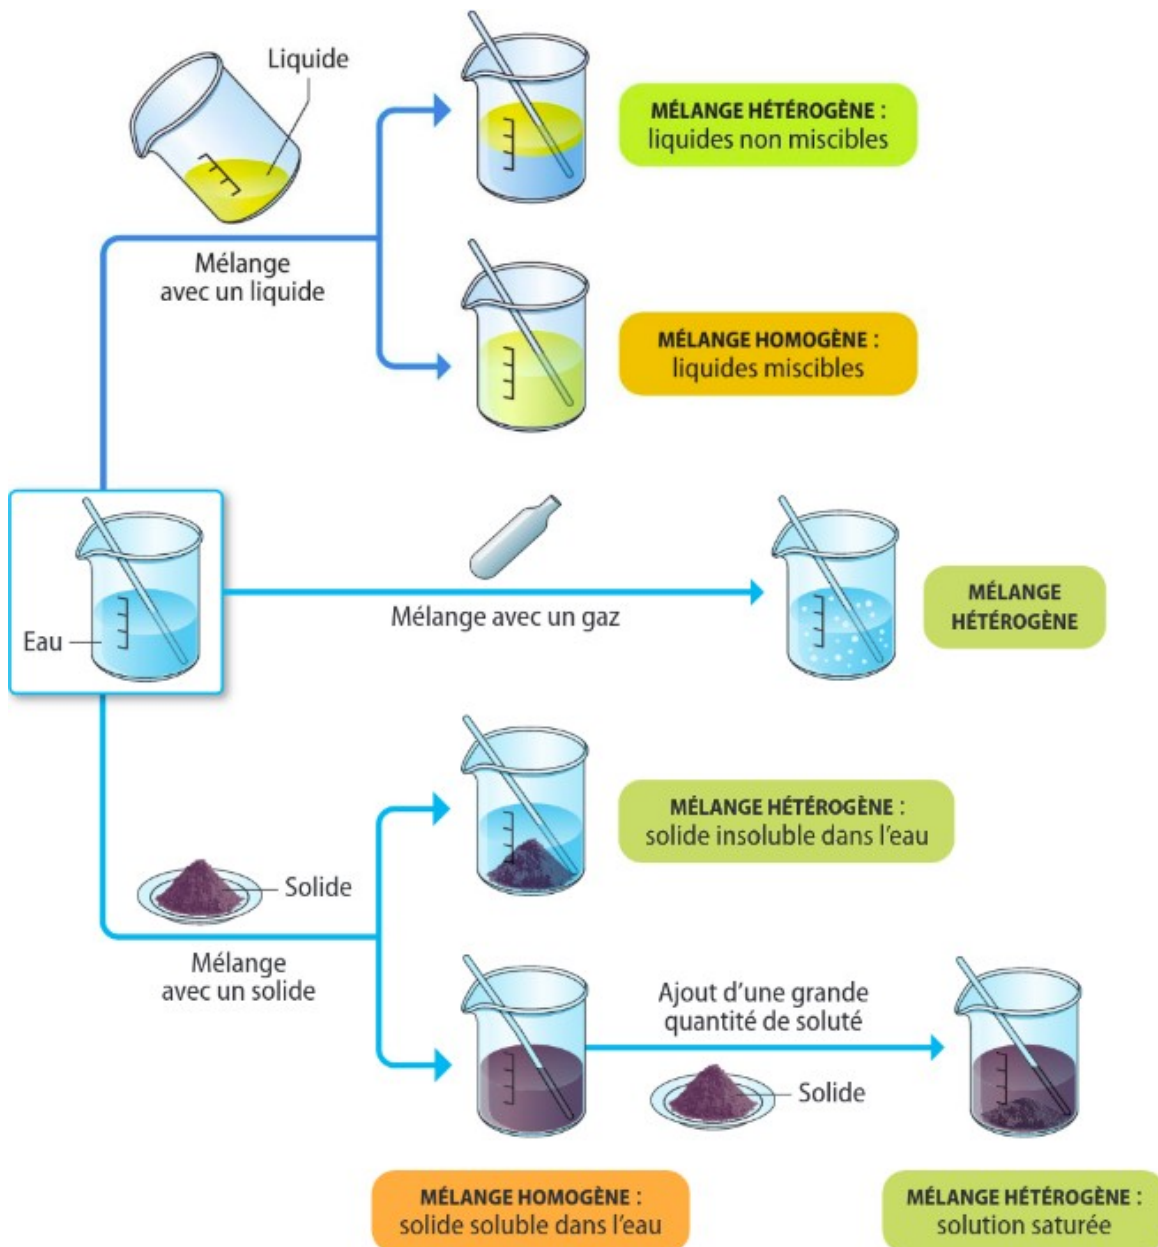 Liquide
MÉLANGE HÉTÉROGÈNE :
liquides non miscibles
Mélange
avec un liquide
MÉLANGE HOMOGÈNE :
liquides miscibles
Eau
Mélange avec un gaz
MÉLANGE
HÉTÉROGÈNE
MÉLANGE HÉTÉROGÈNE :
solide insoluble dans l’eau
Solide
Mélange
avec un solide
Ajout d’une grande
quantité de soluté
Solide
MÉLANGE HOMOGÈNE :
solide soluble dans l’eau
MÉLANGE HÉTÉROGÈNE :
solution saturée